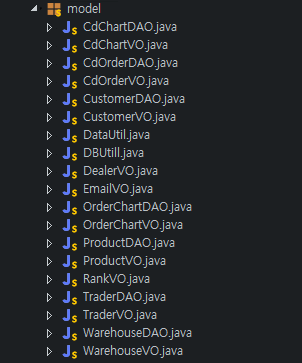 model
CdChartDAO.java
CdChartVO.java
CdOrderDAO.java
CdOrderVO.java
CustomerDAO.java
CustomerVO.java
DataUtil.java
DBUtill.java
DealerVO.java
EmailVO.java
OrderChartDAO.java
OrderChartVO.java
ProductDAO.java
ProductVO.java
RankVO.java
TraderDAO.java
TraderVO.java
WarehouseDAO.java
WarehouseVO.java